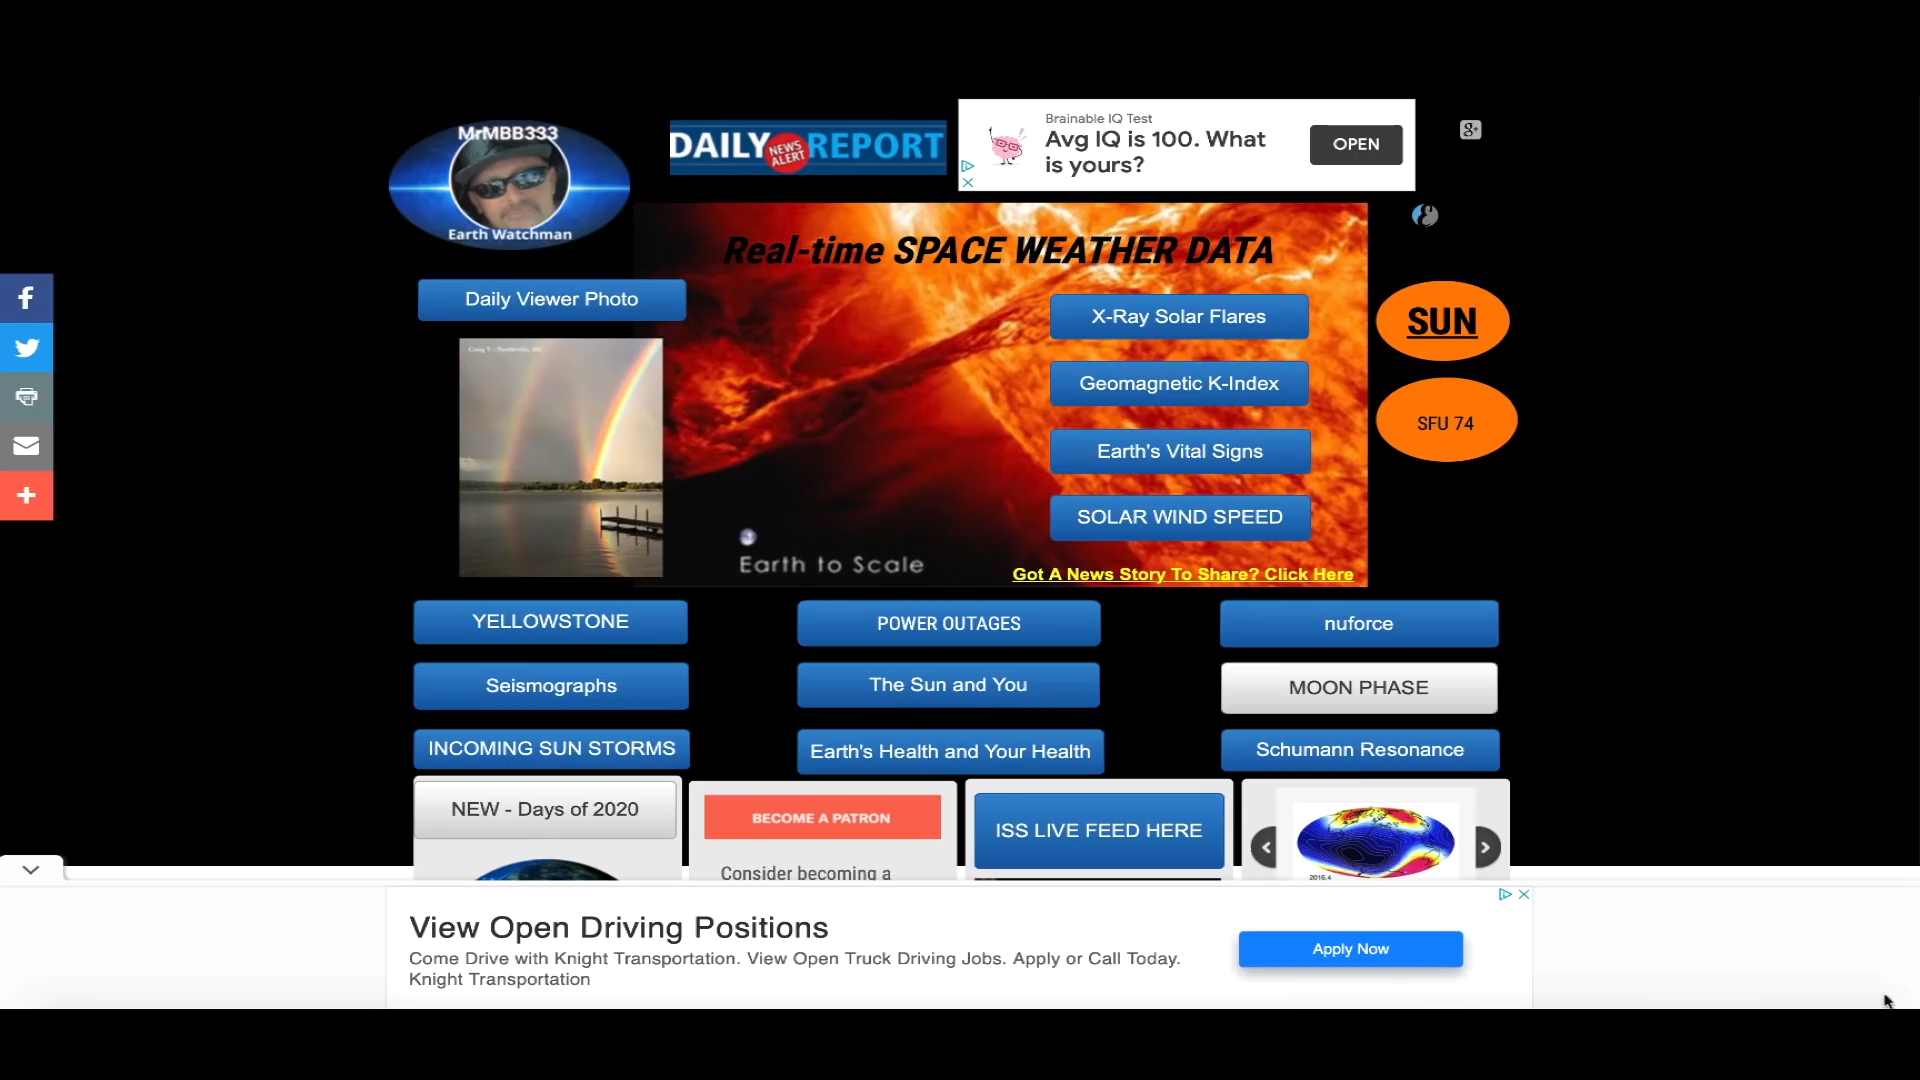 MrMBB333
Earth Watchman
DAILY NEWS ALERT REPORT
Brainable IQ Test
Avg IQ is 100. What
is yours?
OPEN
g+
Real-time SPACE WEATHER DATA
Daily Viewer Photo
X-Ray Solar Flares
SUN
Geomagnetic K-Index
SFU 74
Earth's Vital Signs
SOLAR WIND SPEED
Earth to Scale
Got A News Story To Share? Click Here
YELLOWSTONE
POWER OUTAGES
nuforce
Seismographs
The Sun and You
MOON PHASE
INCOMING SUN STORMS
Earth's Health and Your Health
Schumann Resonance
NEW - Days of 2020
BECOME A PATRON
ISS LIVE FEED HERE
Consider becoming a
2016.4
View Open Driving Positions
Come Drive with Knight Transportation. View Open Truck Driving Jobs. Apply or Call Today.
Knight Transportation
Apply Now